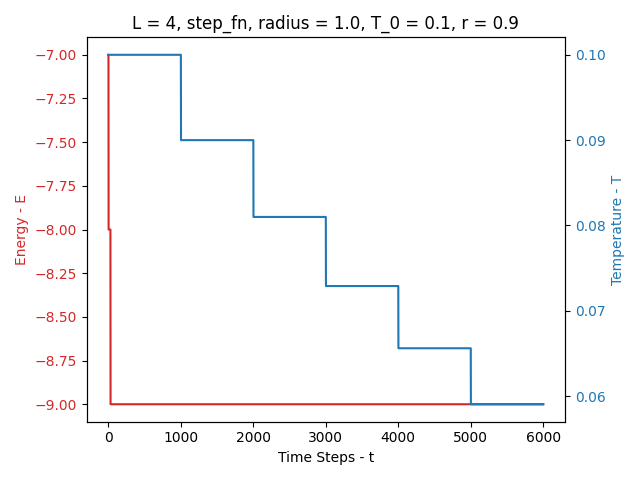 L = 4, step_fn, radius = 1.0, T_0 = 0.1, r = 0.9
Energy - E
−7.00
−7.25
−7.50
−7.75
−8.00
−8.25
−8.50
−8.75
−9.00
0.10
0.09
0.08
0.07
0.06
Temperature - T
0 1000 2000 3000 4000 5000 6000
Time Steps - t